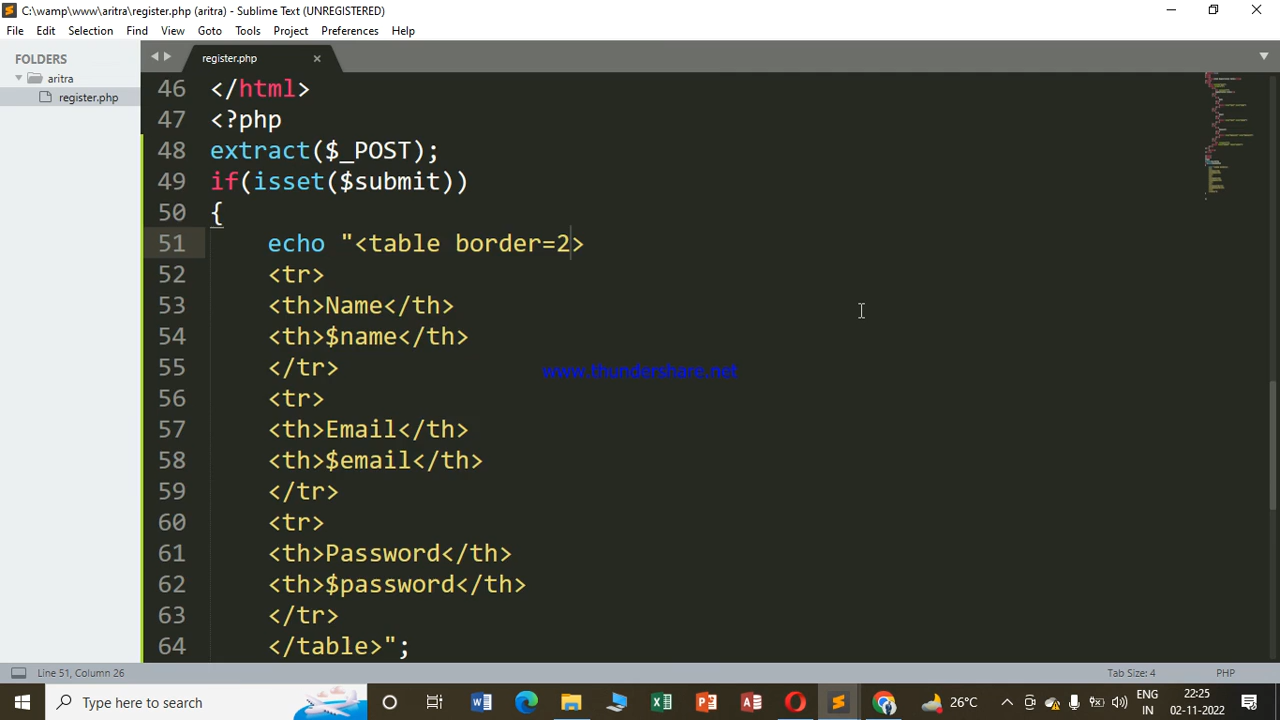 C:\wamp\www\aritra\register.php (aritra) - Sublime Text (UNREGISTERED)
File Edit Selection Find View Goto Tools Project Preferences Help
FOLDERS
aritra
register.php
register.php
46 </html>
47 <?php
48 extract($_POST);
49 if(isset($submit))
50 {
51 echo "<table border=2>
52 <tr>
53 <th>Name</th>
54 <th>$name</th>
55 </tr>
www.thundershare.net
56 <tr>
57 <th>Email</th>
58 <th>$email</th>
59 </tr>
60 <tr>
61 <th>Password</th>
62 <th>$password</th>
63 </tr>
64 </table>";
Line 51, Column 26
Tab Size: 4
PHP
Type here to search
26°C
ENG
IN
22:25
02-11-2022